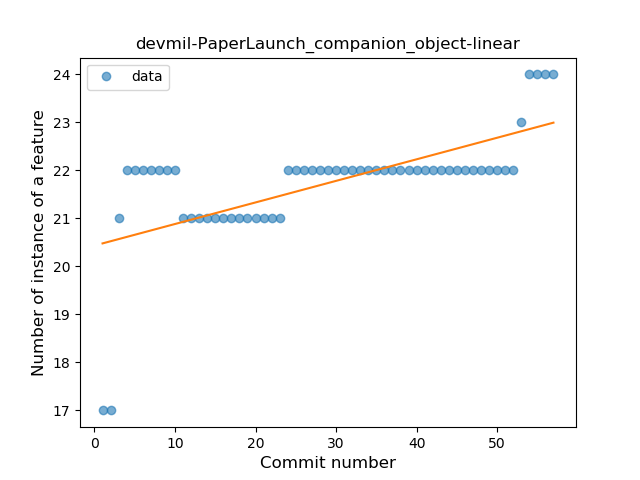 devmil-PaperLaunch_companion_object-linear
data
Number of instance of a feature
24
23
22
21
20
19
18
17
0 10 20 30 40 50
Commit number